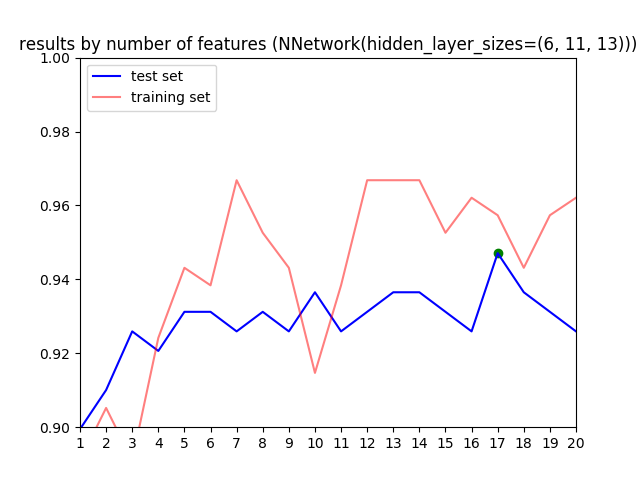 results by number of features (NNetwork(hidden_layer_sizes=(6, 11, 13)))
test set
training set
1.00
0.98
0.96
0.94
0.92
0.90
1 2 3 4 5 6 7 8 9 10 11 12 13 14 15 16 17 18 19 20